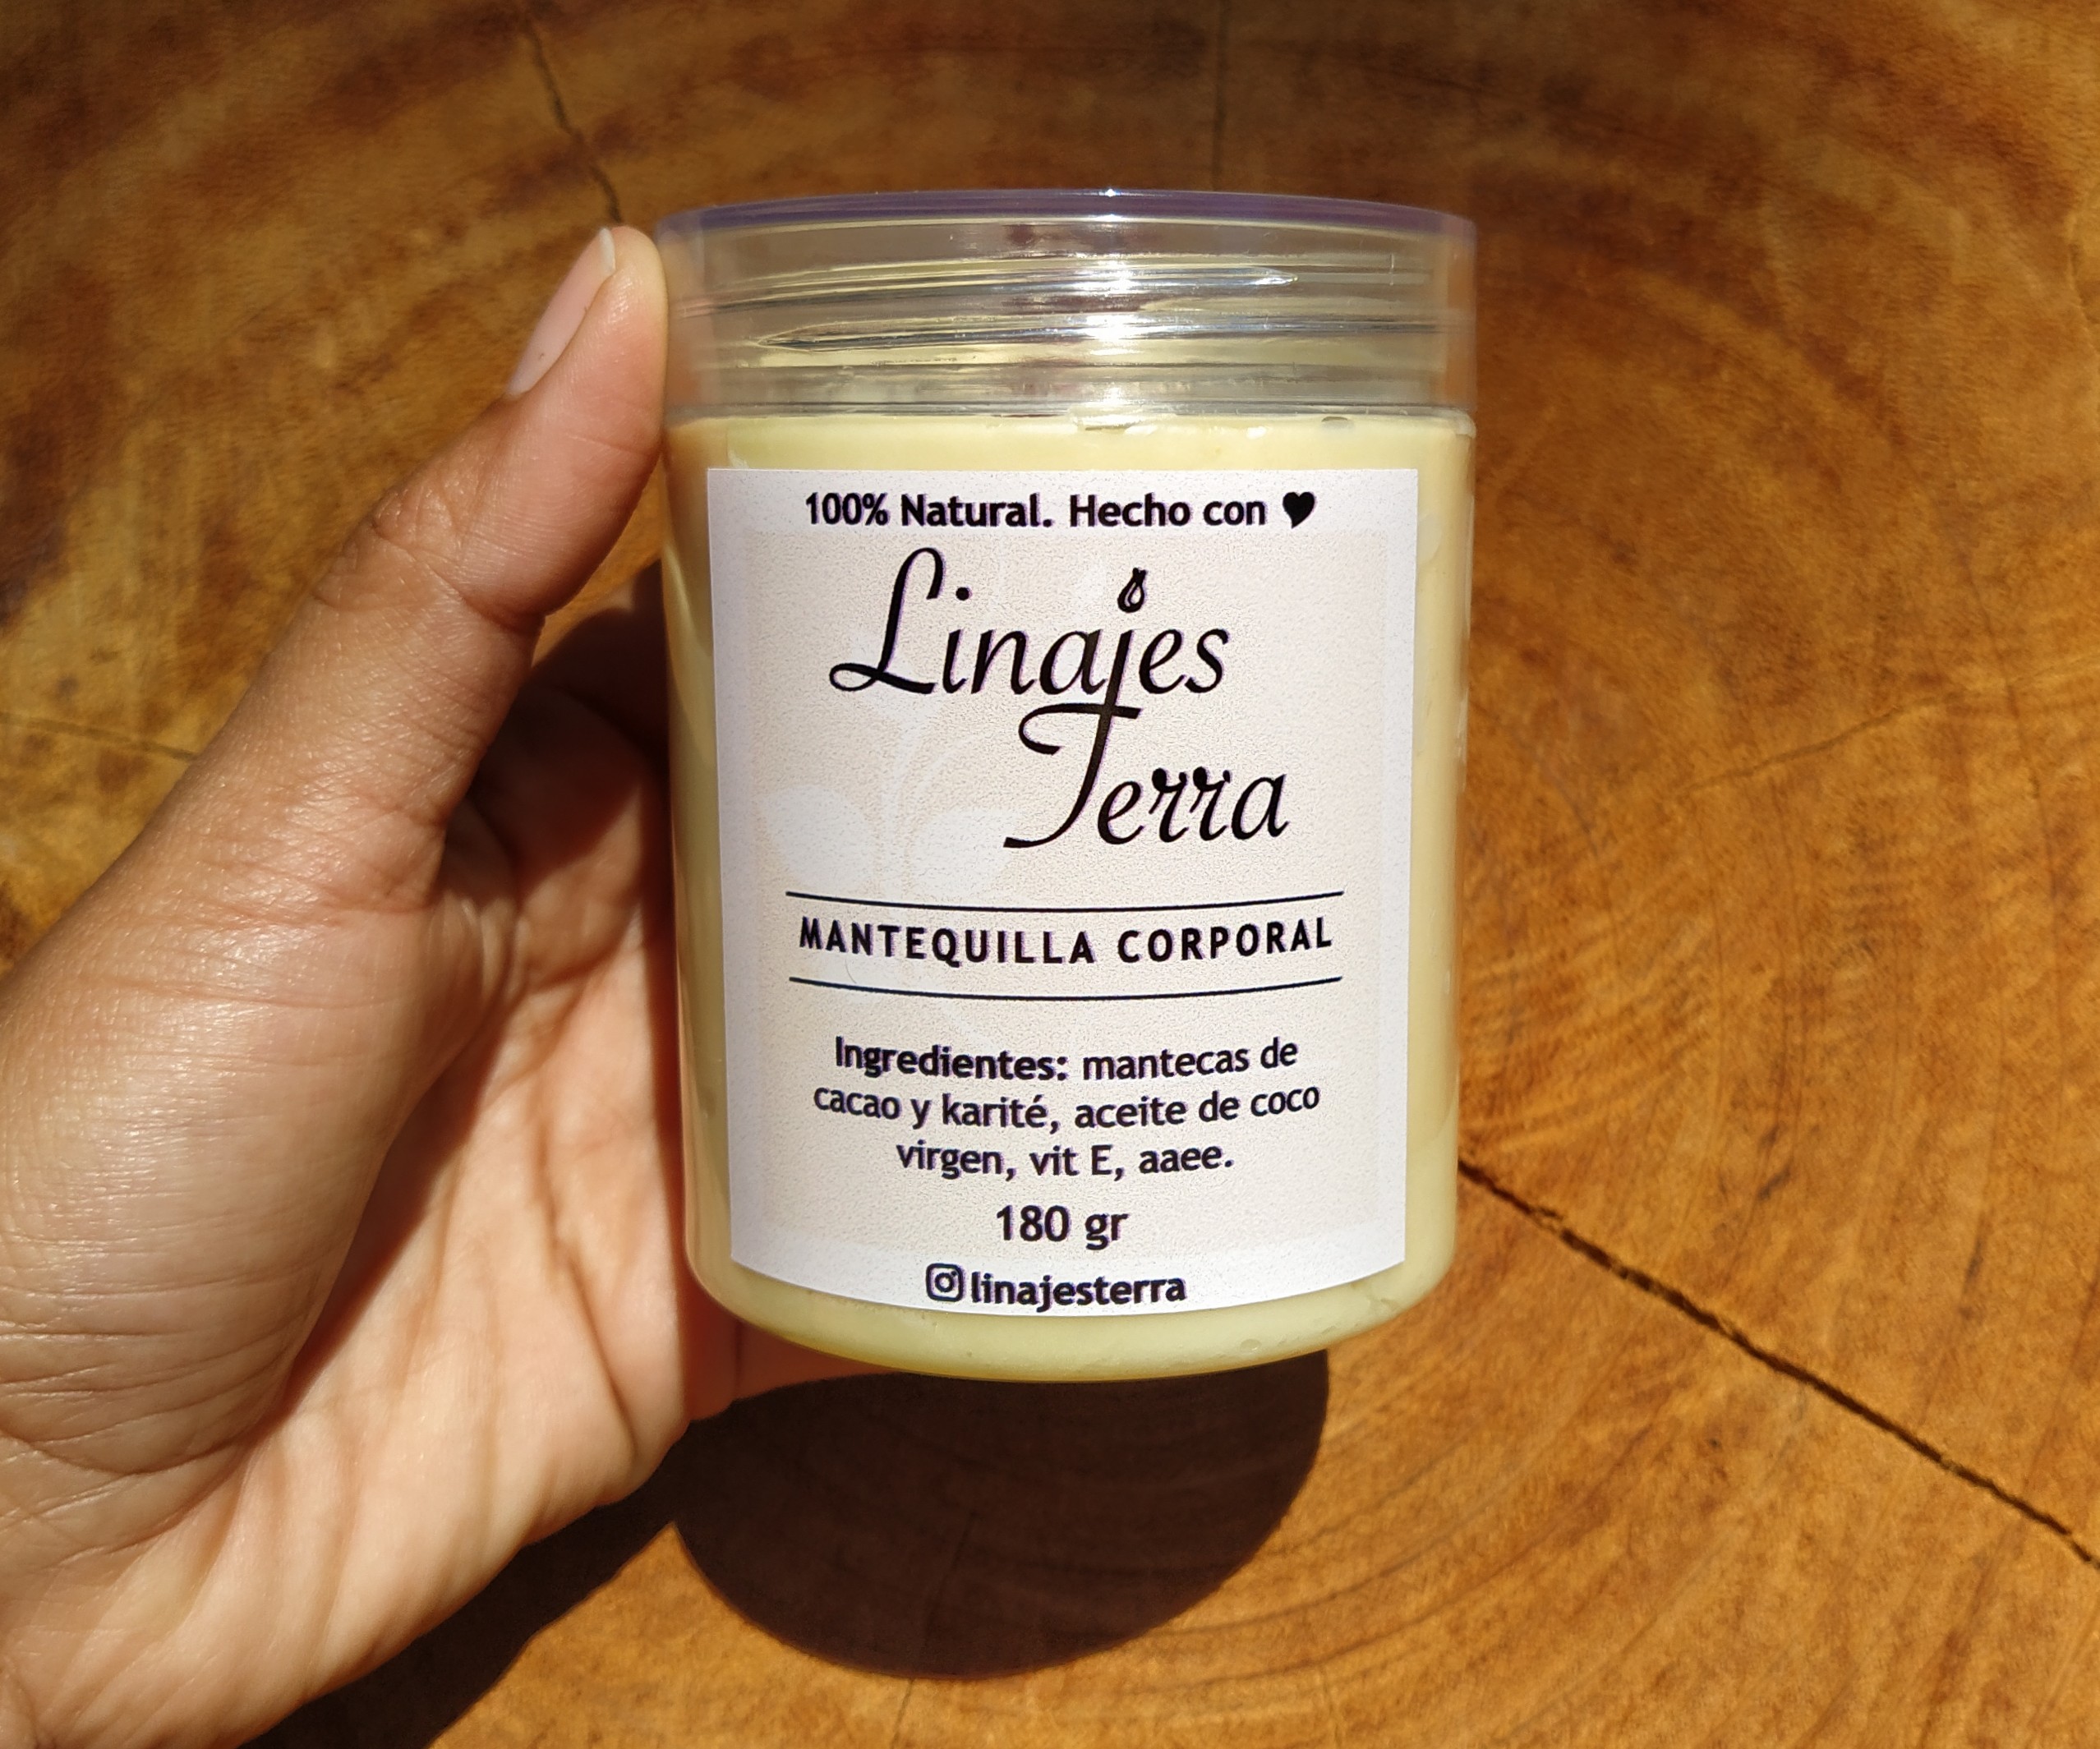 100% Natural. Hecho con ♥
Linajes
Terra
MANTEQUILLA CORPORAL
Ingredientes: mantecas de
cacao y karité, aceite de coco
virgen, vit E, aaee.
180 gr
linajesterra